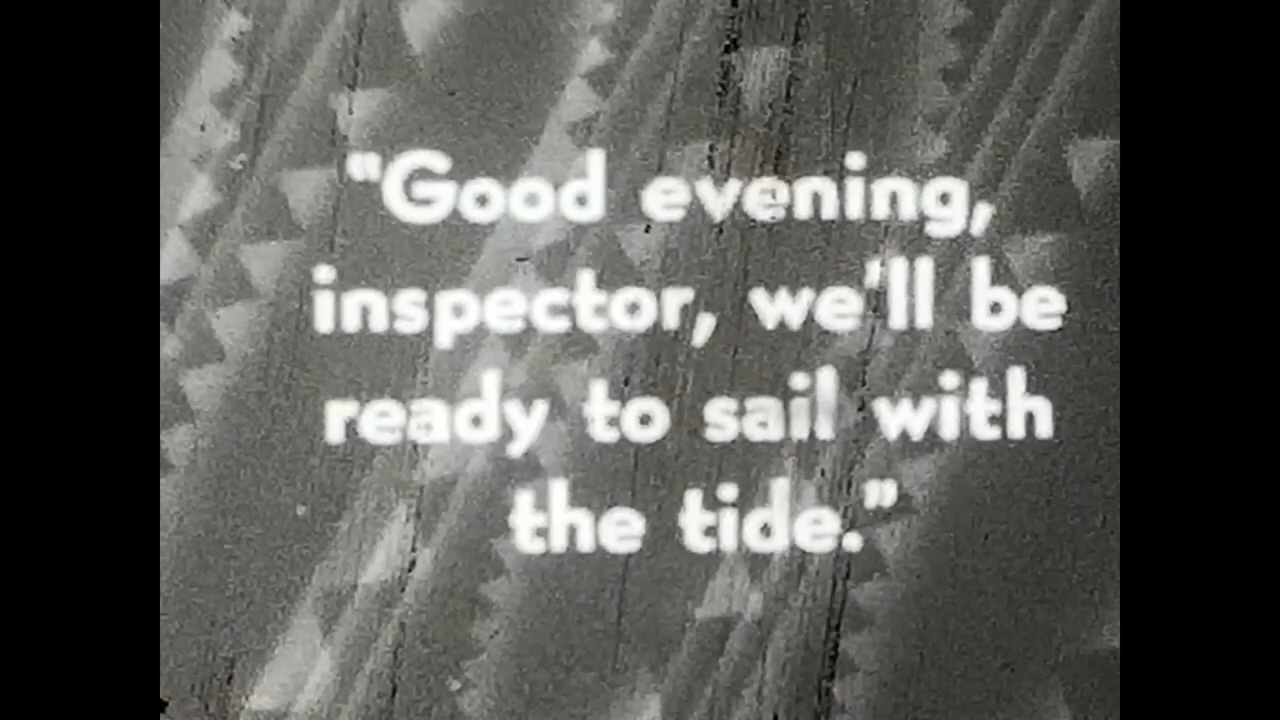 "Good evening,
inspector, we'll be
ready to sail with
the tide."